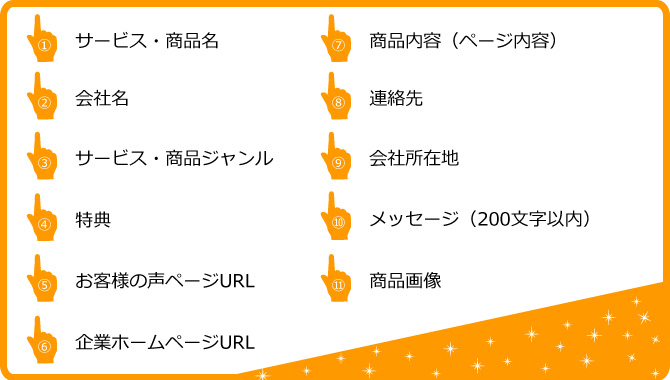 ① サービス・商品名
② 会社名
③ サービス・商品ジャンル
④ 特典
⑤ お客様の声ページURL
⑥ 企業ホームページURL
⑦ 商品内容（ページ内容）
⑧ 連絡先
⑨ 会社所在地
⑩ メッセージ（200文字以内）
⑪ 商品画像